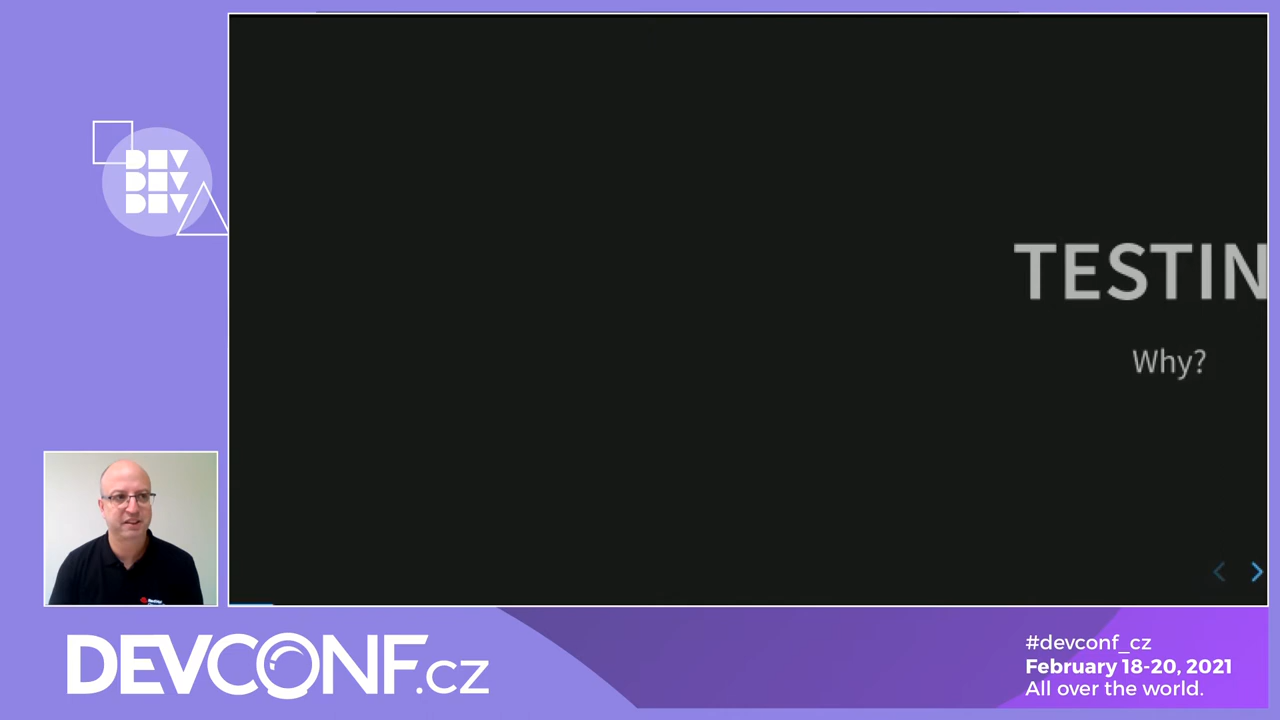 DEV
DEV
DEV
TESTIN
Why?
DEVCONF.cz
#devconf_cz
February 18-20, 2021
All over the world.